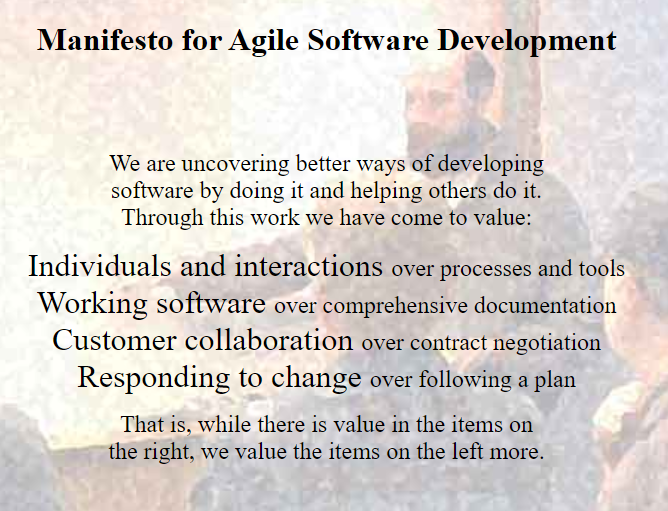 Manifesto for Agile Software Development
We are uncovering better ways of developing
software by doing it and helping others do it.
Through this work we have come to value:
Individuals and interactions over processes and tools
Working software over comprehensive documentation
Customer collaboration over contract negotiation
Responding to change over following a plan
That is, while there is value in the items on
the right, we value the items on the left more.